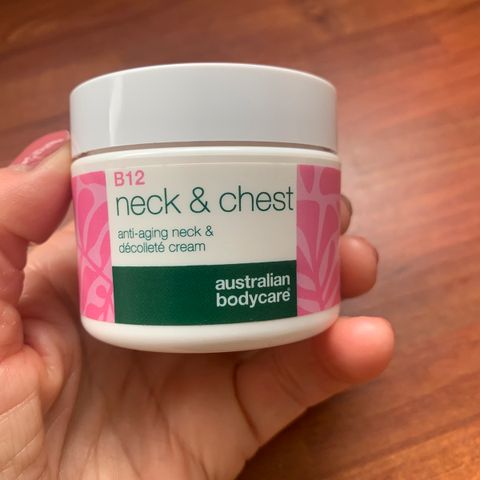 B12
neck & chest
anti-aging neck &
décolleté cream
australian
bodycare®